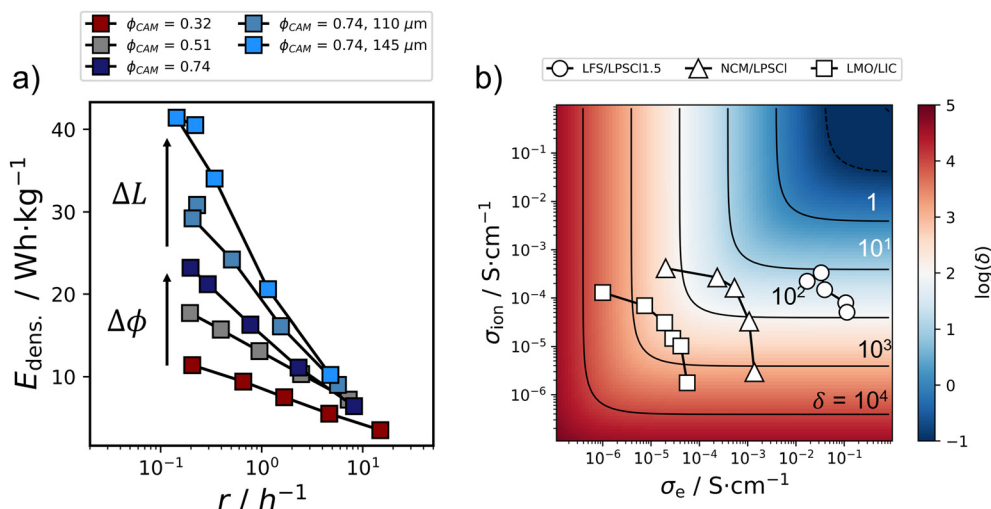 a)
ϕCAM = 0.32
ϕCAM = 0.51
ϕCAM = 0.74
ϕCAM = 0.74, 110 μm
ϕCAM = 0.74, 145 μm
Edens. / Wh·kg⁻¹
40
30
20
10
ΔL
Δϕ
10⁻¹
10⁰
10¹
r / h⁻¹
b)
LFS/LPSCl1.5
NCM/LPSCl
LMO/LIC
σion / S·cm⁻¹
10⁻¹
10⁻²
10⁻³
10⁻⁴
10⁻⁵
10⁻⁶
1
10¹
10²
10³
δ = 10⁴
10⁻⁶
10⁻⁵
10⁻⁴
10⁻³
10⁻²
10⁻¹
σe / S·cm⁻¹
5
4
3
2
1
0
−1
log(δ)